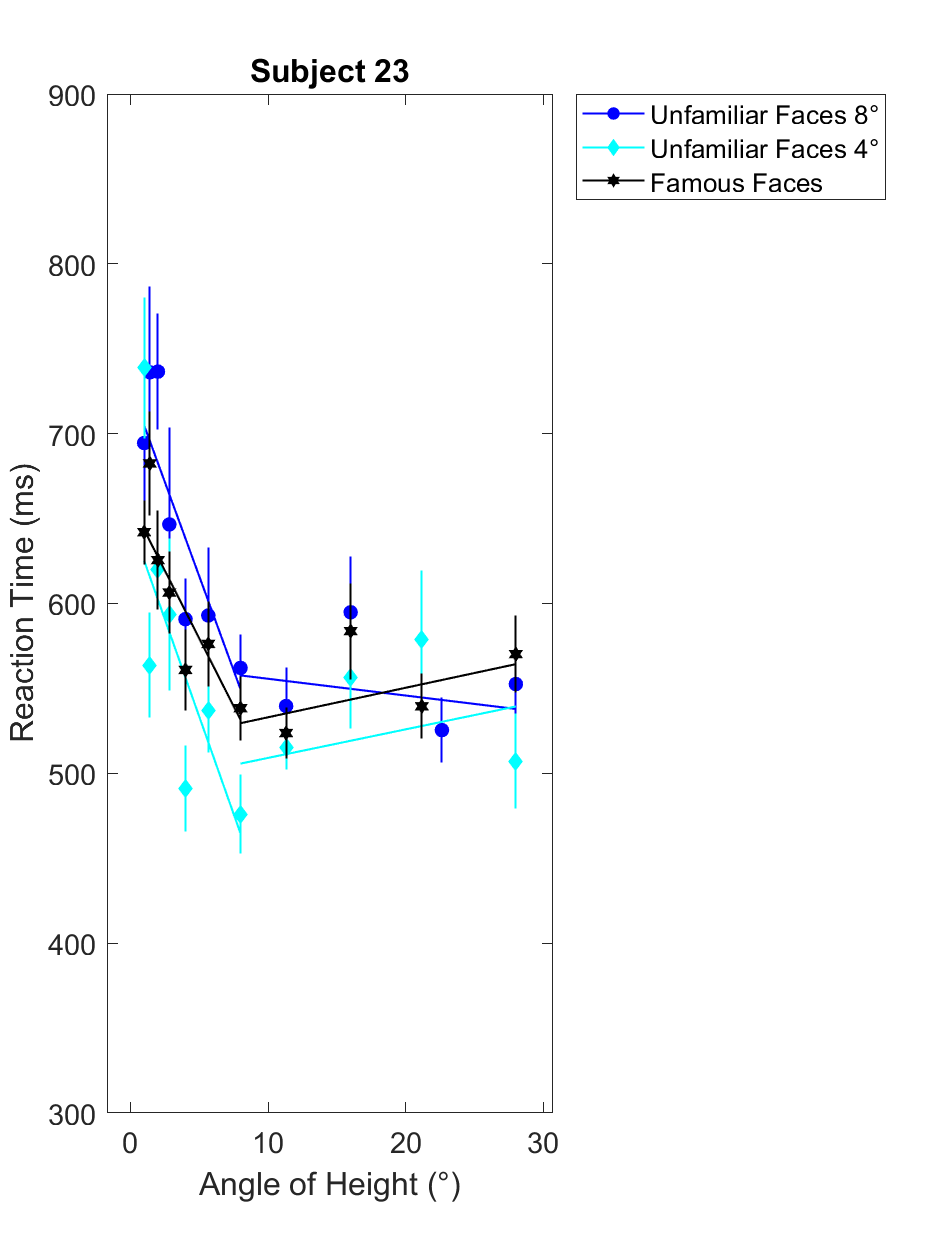 Subject 23
900
800
700
600
500
400
300
Reaction Time (ms)
0 10 20 30
Angle of Height (°)
Unfamiliar Faces 8°
Unfamiliar Faces 4°
Famous Faces